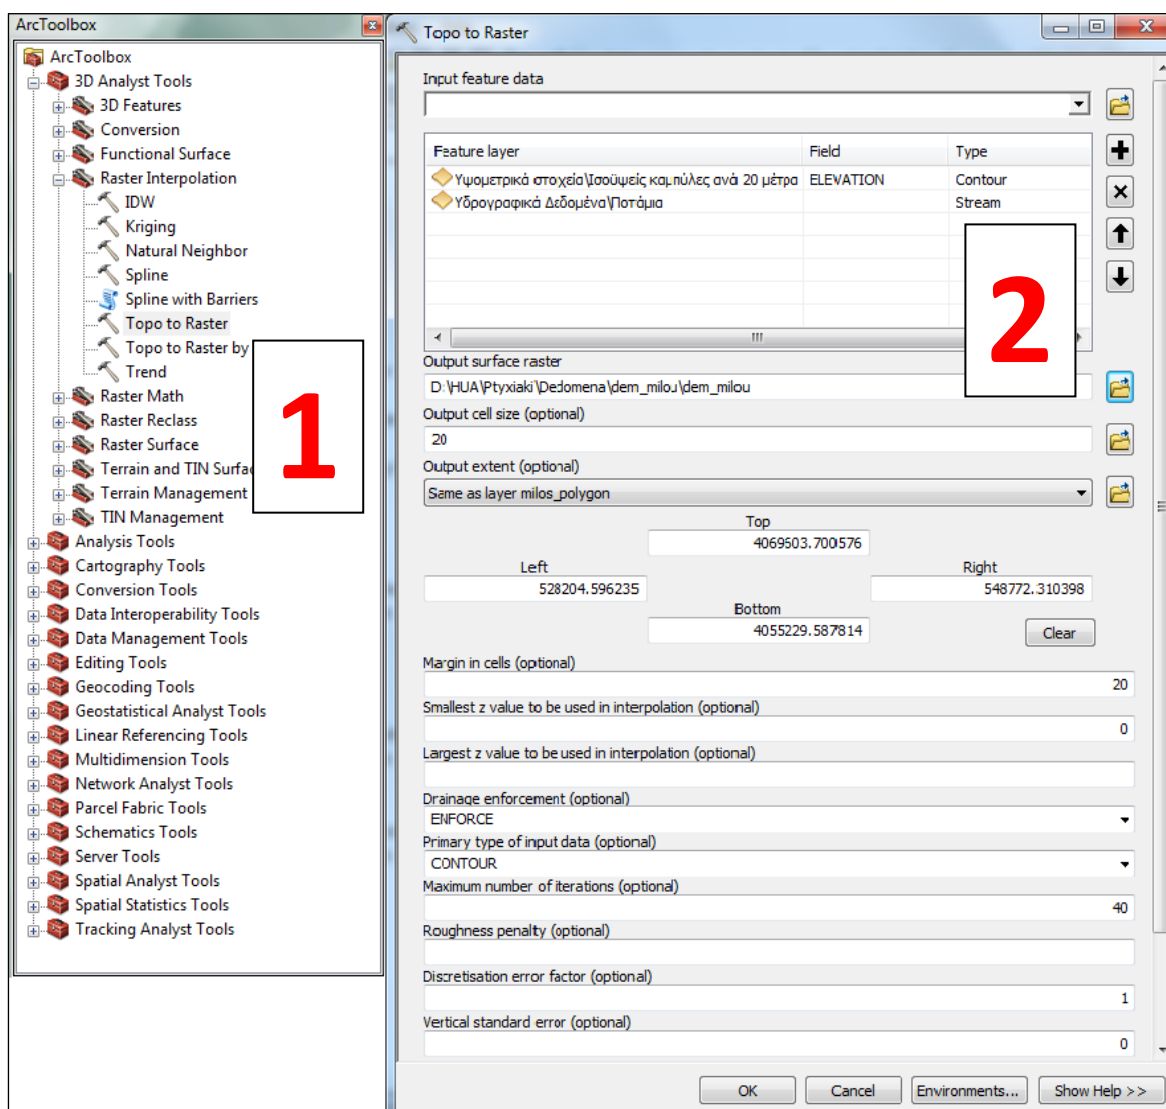 ArcToolbox
ArcToolbox
3D Analyst Tools
3D Features
Conversion
Functional Surface
Raster Interpolation
IDW
Kriging
Natural Neighbor
Spline
Spline with Barriers
Topo to Raster
Topo to Raster by
Trend
Raster Math
Raster Reclass
Raster Surface
Terrain and TIN Surfac
Terrain Management
TIN Management
Analysis Tools
Cartography Tools
Conversion Tools
Data Interoperability Tools
Data Management Tools
Editing Tools
Geocoding Tools
Geostatistical Analyst Tools
Linear Referencing Tools
Multidimension Tools
Network Analyst Tools
Parcel Fabric Tools
Schematics Tools
Server Tools
Spatial Analyst Tools
Spatial Statistics Tools
Tracking Analyst Tools
1
Topo to Raster
Input feature data
Feature layer Field Type
Υψομετρικά στοιχεία\Ισοϋψείς καμπύλες ανά 20 μέτρα ELEVATION Contour
Υδρογραφικά Δεδομένα\Ποτάμια Stream
2
Output surface raster
D:\HUA\Ptyxiaki\Dedomena\dem_milou\dem_milou
Output cell size (optional)
20
Output extent (optional)
Same as layer milos_polygon
Top
4069503.700576
Left Right
528204.596235 548772.310398
Bottom
4055229.587814
Clear
Margin in cells (optional)
20
Smallest z value to be used in interpolation (optional)
0
Largest z value to be used in interpolation (optional)
Drainage enforcement (optional)
ENFORCE
Primary type of input data (optional)
CONTOUR
Maximum number of iterations (optional)
40
Roughness penalty (optional)
Discretisation error factor (optional)
1
Vertical standard error (optional)
0
OK Cancel Environments... Show Help >>